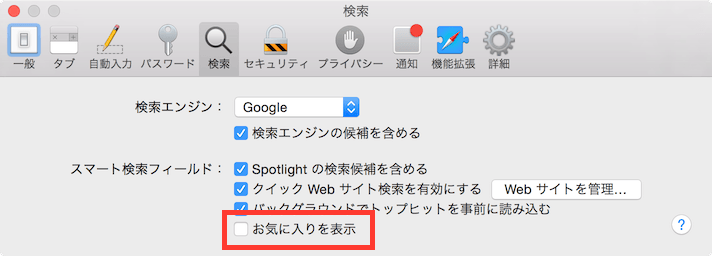 検索
一般 タブ 自動入力 パスワード 検索 セキュリティ プライバシー 通知 機能拡張 詳細
検索エンジン： Google
検索エンジンの候補を含める
スマート検索フィールド： Spotlight の検索候補を含める
クイック Web サイト検索を有効にする Web サイトを管理...
バックグラウンドでトップヒットを事前に読み込む
お気に入りを表示 ?